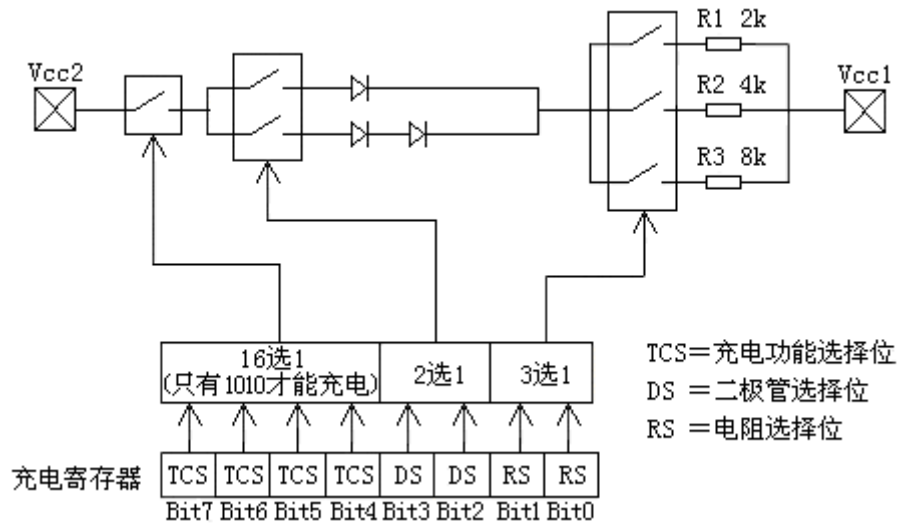 R1 2k
Vcc2
Vcc1
R2 4k
R3 8k
16选1
(只有1010才能充电)
2选1
3选1
TCS=充电功能选择位
DS =二极管选择位
RS =电阻选择位
充电寄存器
TCS TCS TCS TCS DS DS RS RS
Bit7 Bit6 Bit5 Bit4 Bit3 Bit2 Bit1 Bit0